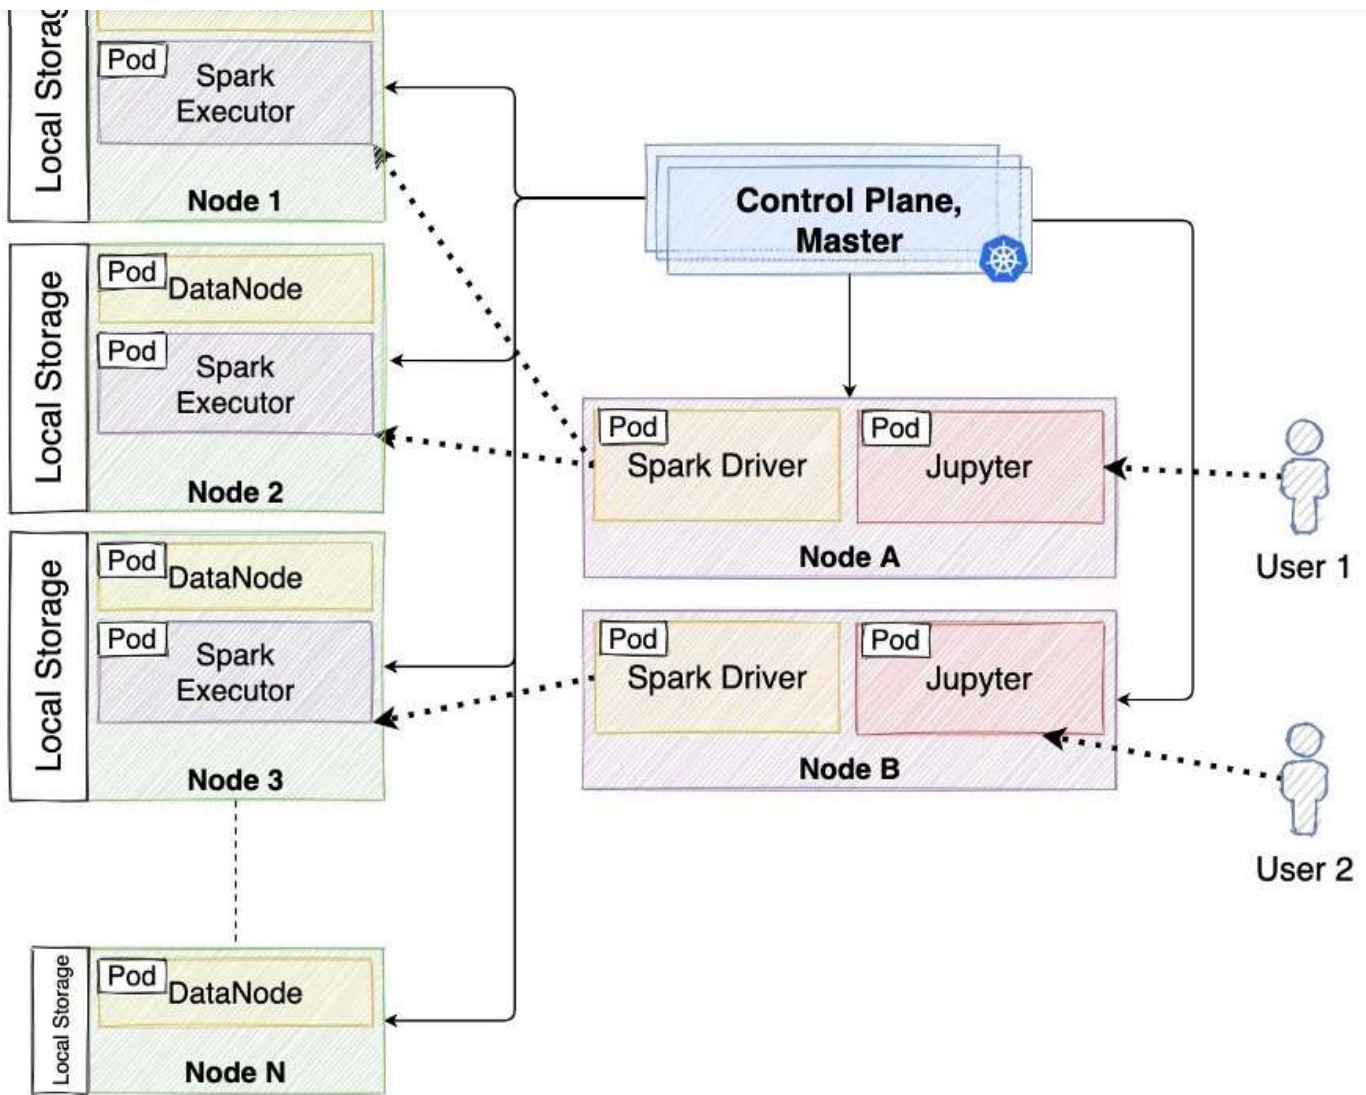 Local Storag
Pod
Spark
Executor
Node 1
Local Storage
Pod
DataNode
Pod
Spark
Executor
Node 2
Local Storage
Pod
DataNode
Pod
Spark
Executor
Node 3
Local Storage
Pod
DataNode
Node N
Control Plane,
Master
Pod
Spark Driver
Pod
Jupyter
Node A
Pod
Spark Driver
Pod
Jupyter
Node B
User 1
User 2